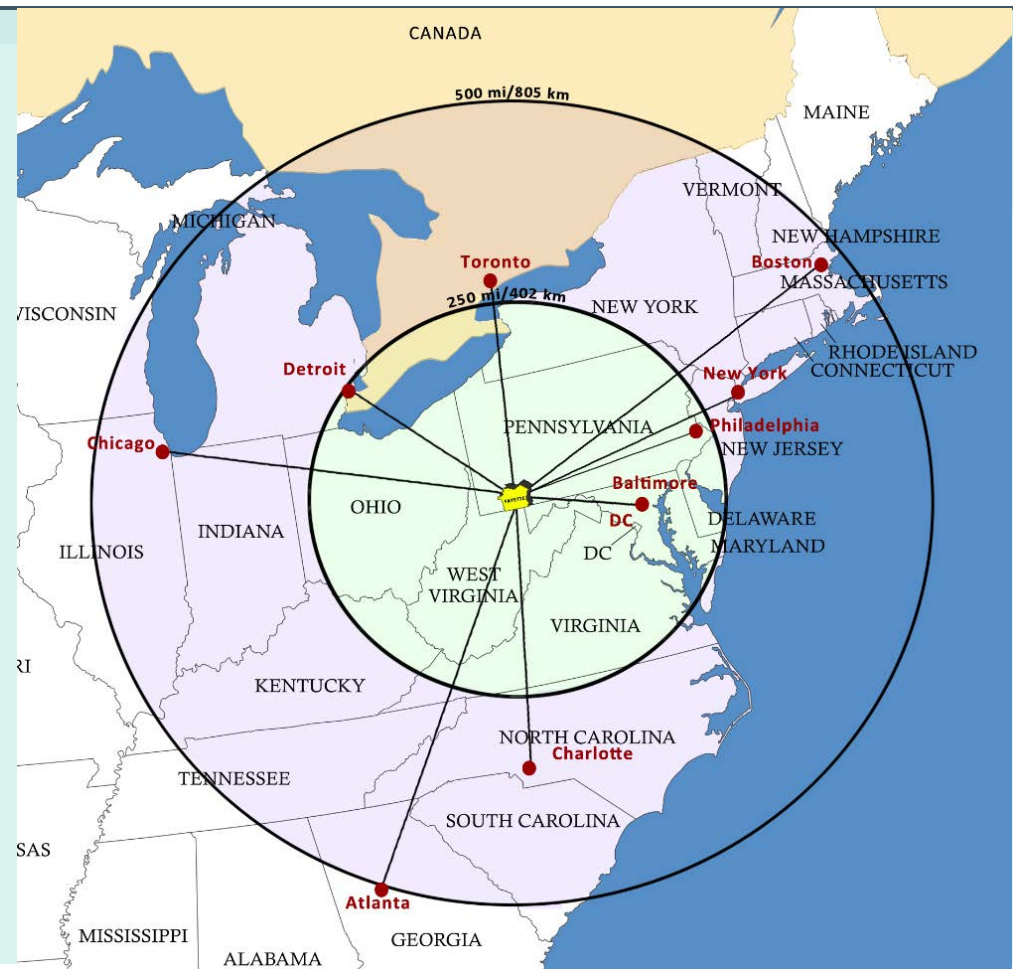 CANADA
500 mi/805 km
MAINE
VERMONT
MICHIGAN
NEW HAMPSHIRE
Toronto
Boston
MASSACHUSETTS
250 mi/402 km
NEW YORK
VISCONSIN
RHODE ISLAND
CONNECTICUT
Detroit
New York
PENNSYLVANIA
Philadelphia
Chicago
NEW JERSEY
Baltimore
OHIO
DC
DELAWARE
INDIANA
MARYLAND
ILLINOIS
DC
WEST
VIRGINIA
VIRGINIA
RI
KENTUCKY
NORTH CAROLINA
Charlotte
TENNESSEE
SOUTH CAROLINA
SAS
Atlanta
MISSISSIPPI
GEORGIA
ALABAMA